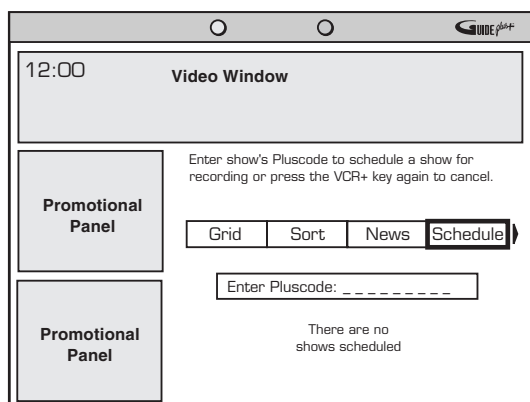 GUIDE plus+
12:00
Video Window
Enter show's Pluscode to schedule a show for
recording or press the VCR+ key again to cancel.
Promotional
Panel
Grid Sort News Schedule
Enter Pluscode: _ _ _ _ _ _ _ _ _
There are no
shows scheduled
Promotional
Panel